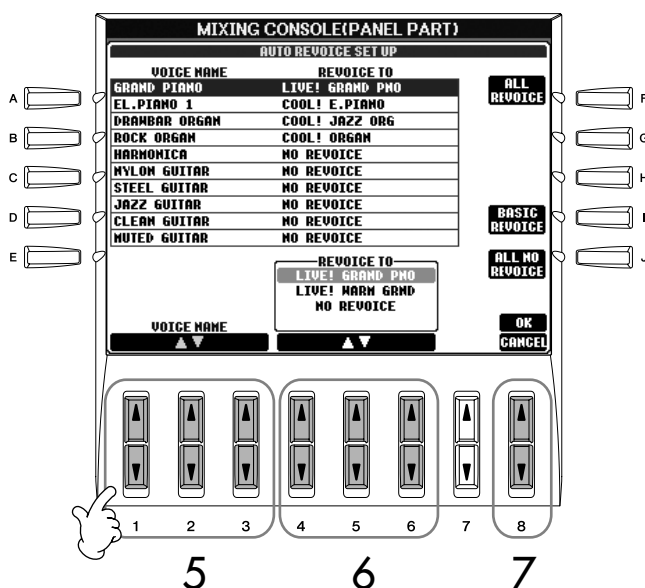 MIXING CONSOLE(PANEL PART)
AUTO REVOICE SET UP
VOICE NAME REVOICE TO
GRAND PIANO LIVE! GRAND PNO
EL.PIANO 1 COOL! E.PIANO
DRAWBAR ORGAN COOL! JAZZ ORG
ROCK ORGAN COOL! ORGAN
HARMONICA NO REVOICE
NYLON GUITAR NO REVOICE
STEEL GUITAR NO REVOICE
JAZZ GUITAR NO REVOICE
CLEAN GUITAR NO REVOICE
MUTED GUITAR NO REVOICE
ALL
REVOICE
BASIC
REVOICE
ALL NO
REVOICE
REVOICE TO
LIVE! GRAND PNO
LIVE! WARM GRND
NO REVOICE
VOICE NAME
OK
CANCEL
A
B
C
D
E
F
G
H
I
J
1 2 3 4 5 6 7 8
5 6 7